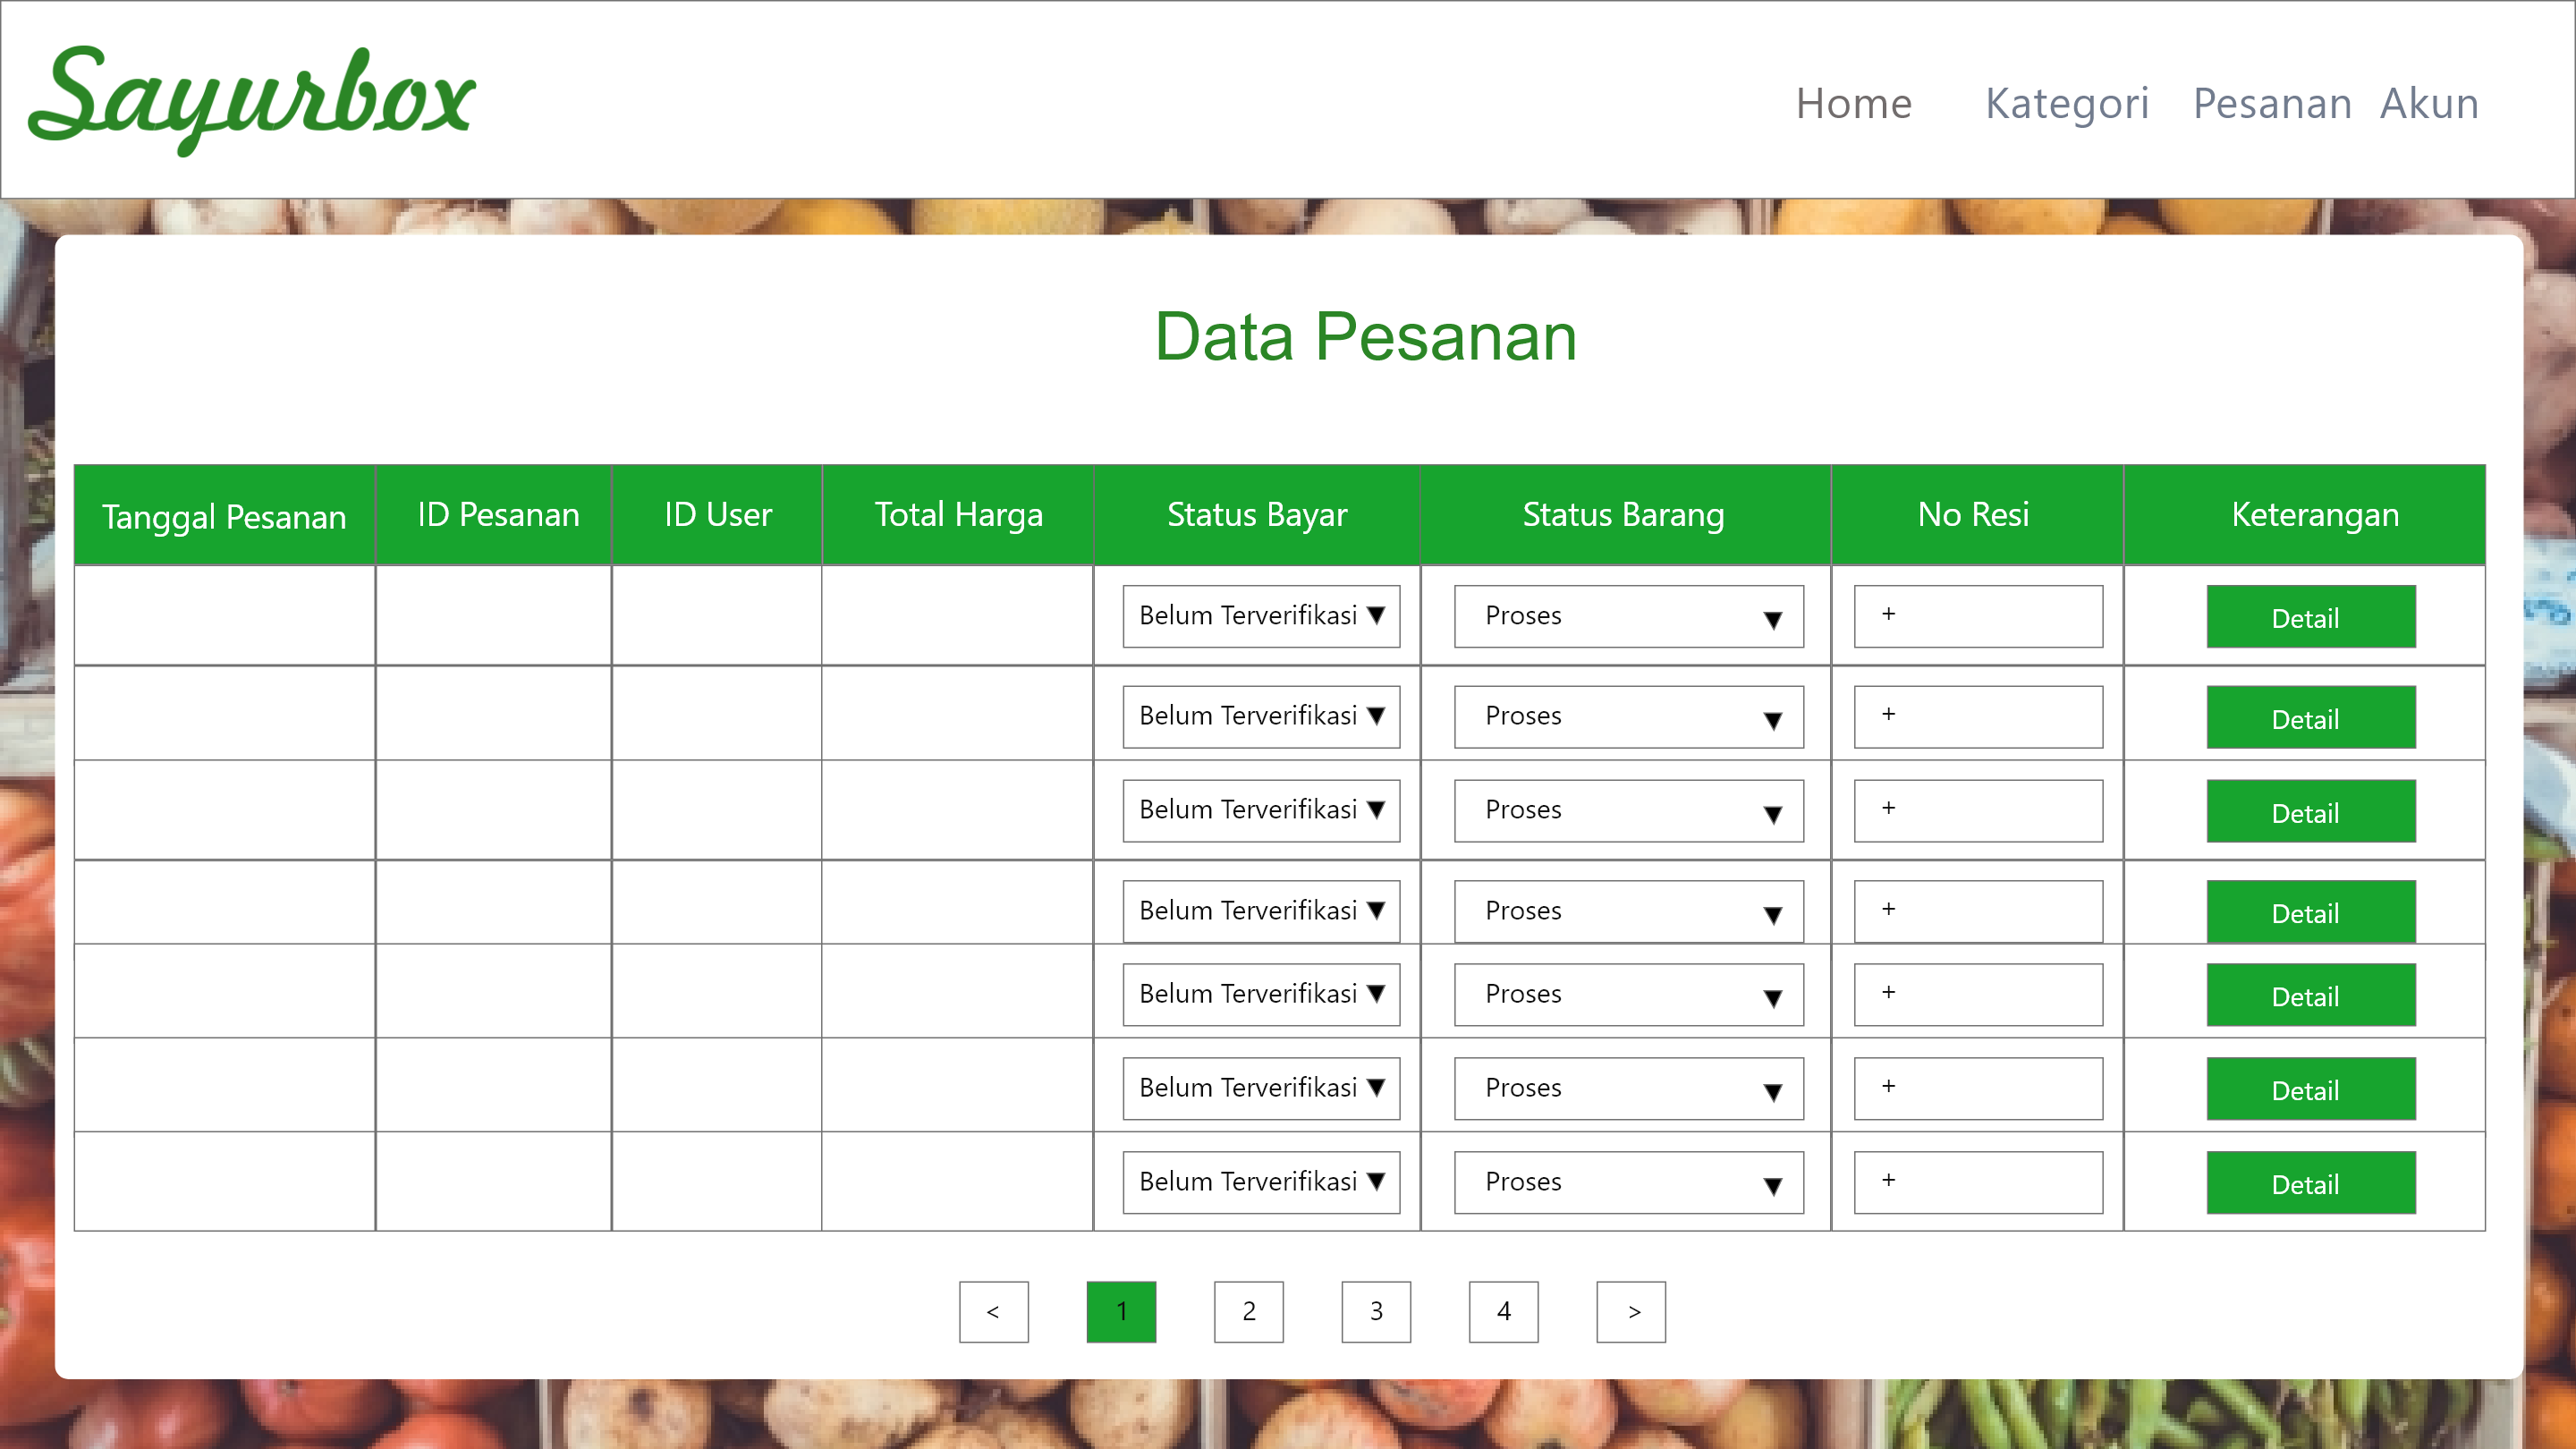 Sayurbox
Home Kategori Pesanan Akun
Data Pesanan
Tanggal Pesanan ID Pesanan ID User Total Harga Status Bayar Status Barang No Resi Keterangan
Belum Terverifikasi ▼ Proses ▼ + Detail
Belum Terverifikasi ▼ Proses ▼ + Detail
Belum Terverifikasi ▼ Proses ▼ + Detail
Belum Terverifikasi ▼ Proses ▼ + Detail
Belum Terverifikasi ▼ Proses ▼ + Detail
Belum Terverifikasi ▼ Proses ▼ + Detail
Belum Terverifikasi ▼ Proses ▼ + Detail
< 1 2 3 4 >